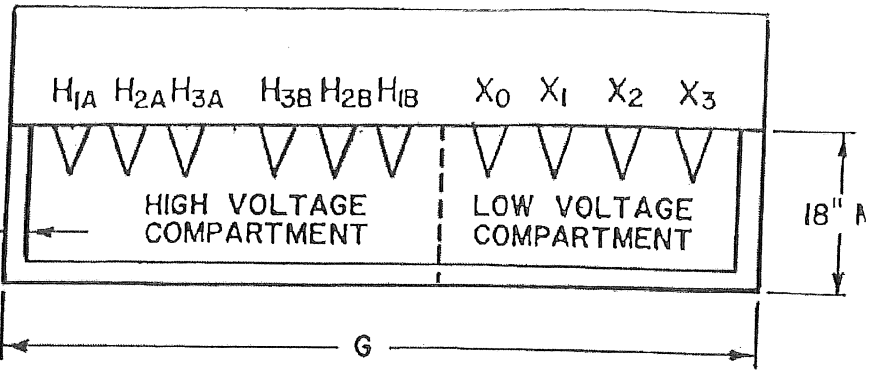 H1A H2A H3A H3B H2B H1B X0 X1 X2 X3
HIGH VOLTAGE LOW VOLTAGE
COMPARTMENT COMPARTMENT
18" A
G